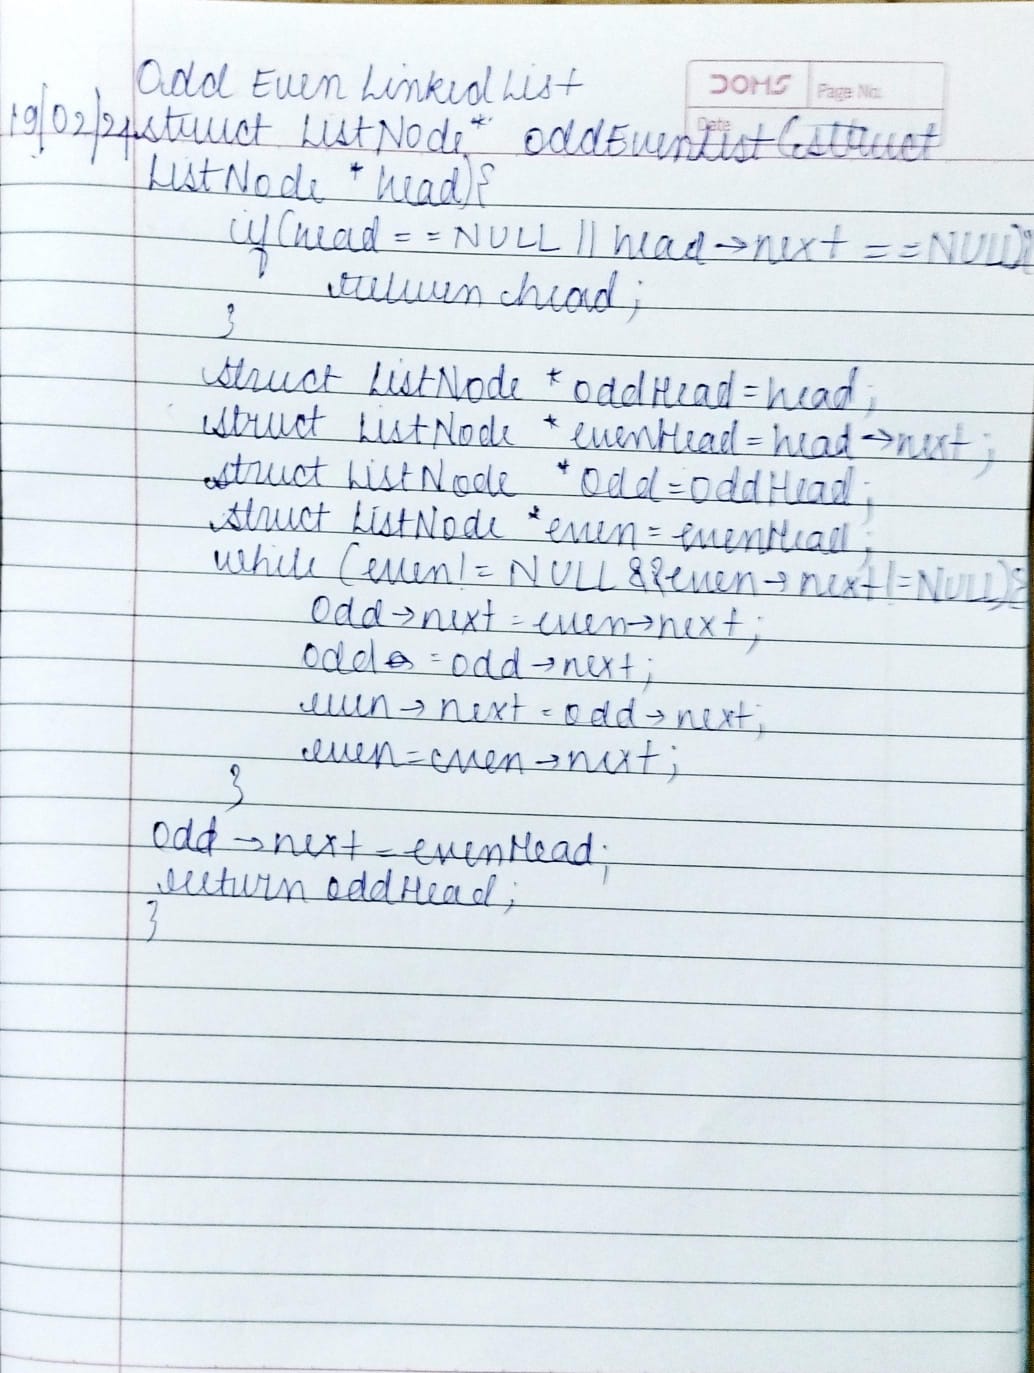 Odd Even Linked List
DOMS Page No.
Date
19/02/24 struct ListNode* oddEvenList(struct
ListNode *head){
if(head == NULL || head→next == NULL){
return head;
}
struct ListNode *oddHead=head;
struct ListNode *evenHead=head→next;
struct ListNode *odd=oddHead;
struct ListNode *even=evenHead;
while (even!= NULL && even→next!=NULL){
odd→next=even→next;
odd=odd→next;
even→next=odd→next;
even=even→next;
}
odd→next=evenHead;
return oddHead;
}